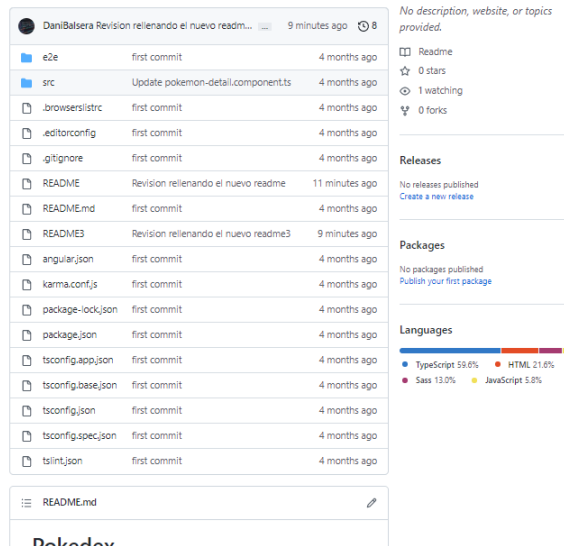 DaniBalsera Revision rellenando el nuevo readm... ... 9 minutes ago 8
e2e first commit 4 months ago
src Update pokemon-detail.component.ts 4 months ago
.browserslistrc first commit 4 months ago
.editorconfig first commit 4 months ago
.gitignore first commit 4 months ago
README Revision rellenando el nuevo readme 11 minutes ago
README.md first commit 4 months ago
README3 Revision rellenando el nuevo readme3 9 minutes ago
angular.json first commit 4 months ago
karma.conf.js first commit 4 months ago
package-lock.json first commit 4 months ago
package.json first commit 4 months ago
tsconfig.app.json first commit 4 months ago
tsconfig.base.json first commit 4 months ago
tsconfig.json first commit 4 months ago
tsconfig.spec.json first commit 4 months ago
tslint.json first commit 4 months ago
README.md
Pokedex
No description, website, or topics
provided.
Readme
0 stars
1 watching
0 forks
Releases
No releases published
Create a new release
Packages
No packages published
Publish your first package
Languages
TypeScript 59.6% HTML 21.6%
Sass 13.0% JavaScript 5.8%